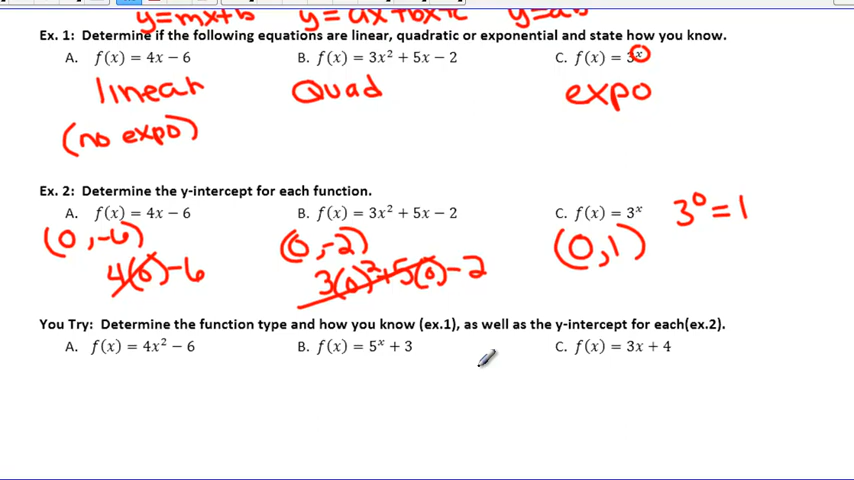 y=mx+b y=ax+bx+c y=ab
Ex. 1: Determine if the following equations are linear, quadratic or exponential and state how you know.
A. f(x) = 4x − 6 B. f(x) = 3x² + 5x − 2 C. f(x) = 3ˣ
linear Quad expo
(no expo)
Ex. 2: Determine the y-intercept for each function.
A. f(x) = 4x − 6 B. f(x) = 3x² + 5x − 2 C. f(x) = 3ˣ 3⁰=1
(0,-6) (0,-2) (0,1)
4(0)-6 3(0)²+5(0)-2
You Try: Determine the function type and how you know (ex.1), as well as the y-intercept for each(ex.2).
A. f(x) = 4x² − 6 B. f(x) = 5ˣ + 3 C. f(x) = 3x + 4